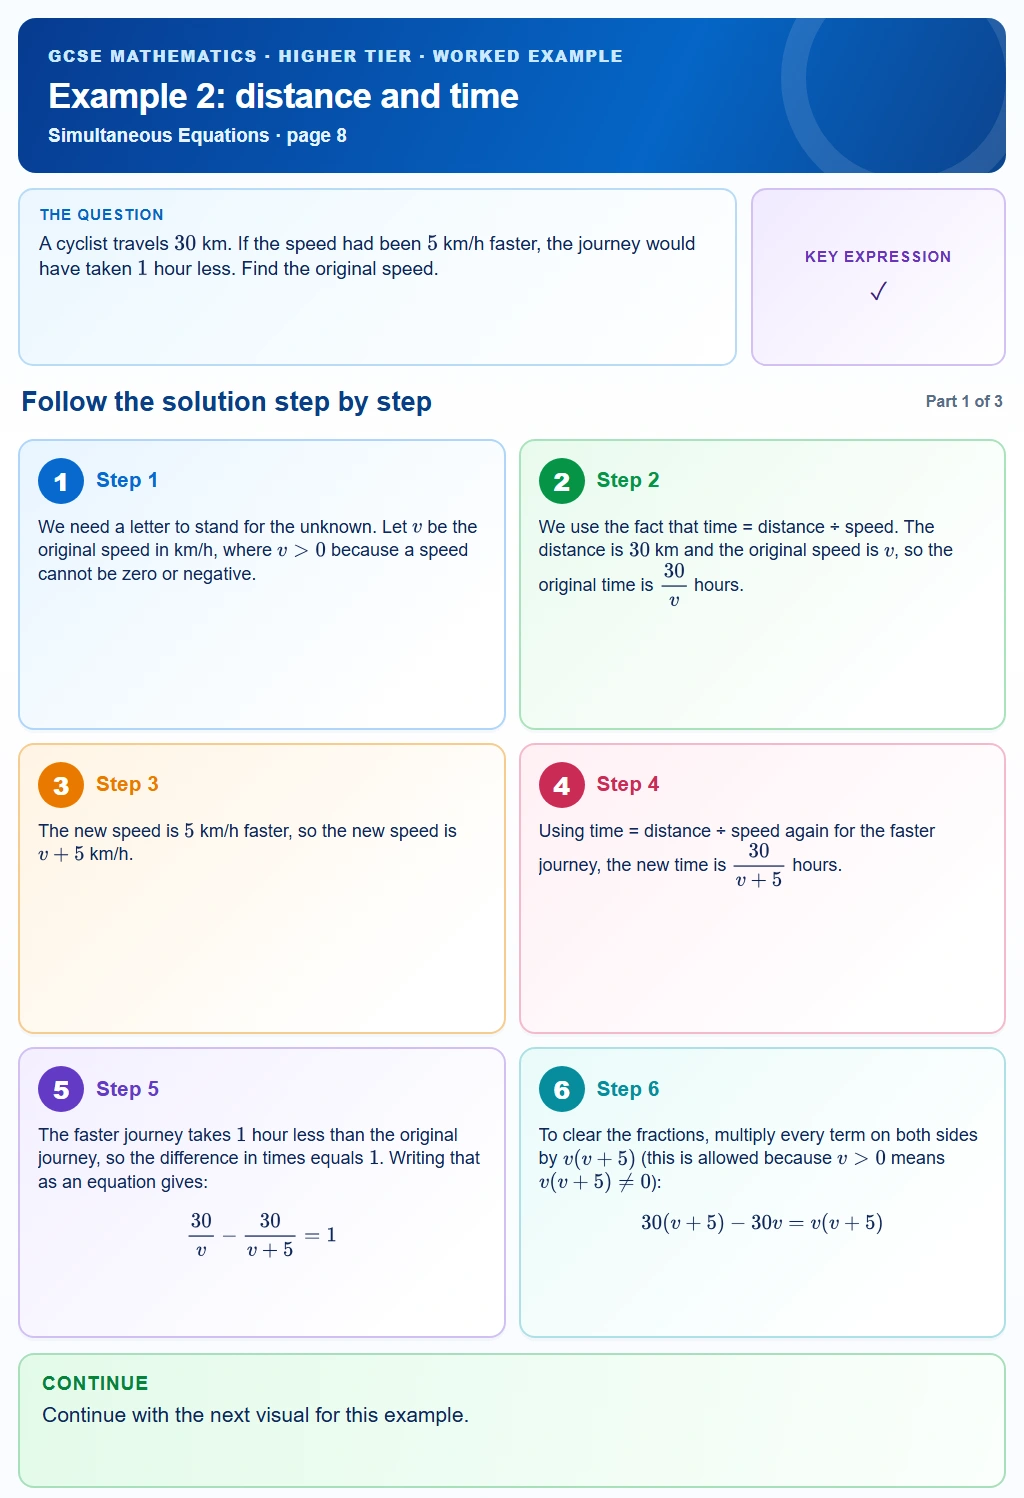 GCSE MATHEMATICS · HIGHER TIER · WORKED EXAMPLE
Example 2: distance and time
Simultaneous Equations · page 8
THE QUESTION
A cyclist travels 30 km. If the speed had been 5 km/h faster, the journey would
have taken 1 hour less. Find the original speed.
KEY EXPRESSION
✓
Follow the solution step by step
Part 1 of 3
1 Step 1
We need a letter to stand for the unknown. Let v be the
original speed in km/h, where v > 0 because a speed
cannot be zero or negative.
2 Step 2
We use the fact that time = distance ÷ speed. The
distance is 30 km and the original speed is v, so the
original time is 30/v hours.
3 Step 3
The new speed is 5 km/h faster, so the new speed is
v + 5 km/h.
4 Step 4
Using time = distance ÷ speed again for the faster
journey, the new time is 30/(v + 5) hours.
5 Step 5
The faster journey takes 1 hour less than the original
journey, so the difference in times equals 1. Writing that
as an equation gives:
30/v − 30/(v + 5) = 1
6 Step 6
To clear the fractions, multiply every term on both sides
by v(v + 5) (this is allowed because v > 0 means
v(v + 5) ≠ 0):
30(v + 5) − 30v = v(v + 5)
CONTINUE
Continue with the next visual for this example.